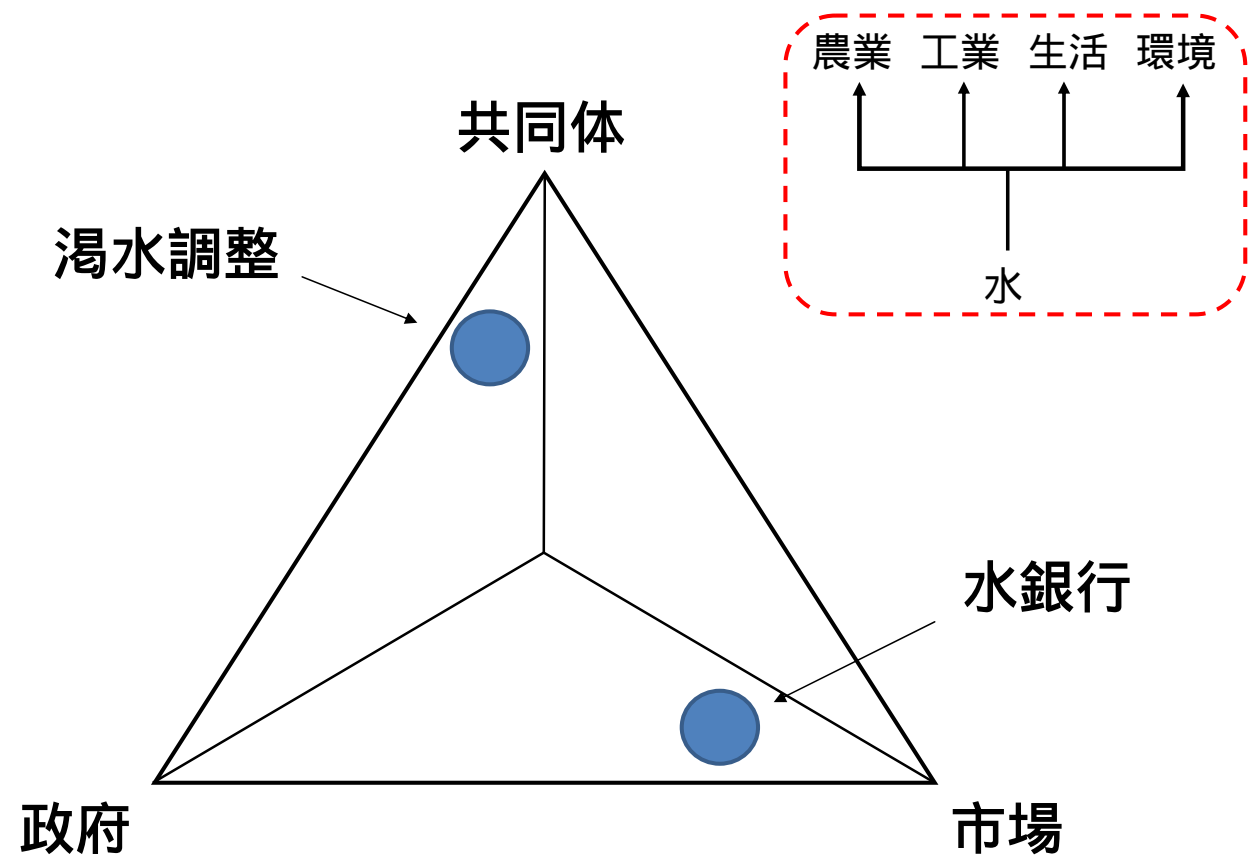 農業 工業 生活 環境
水
共同体
渇水調整
水銀行
政府
市場